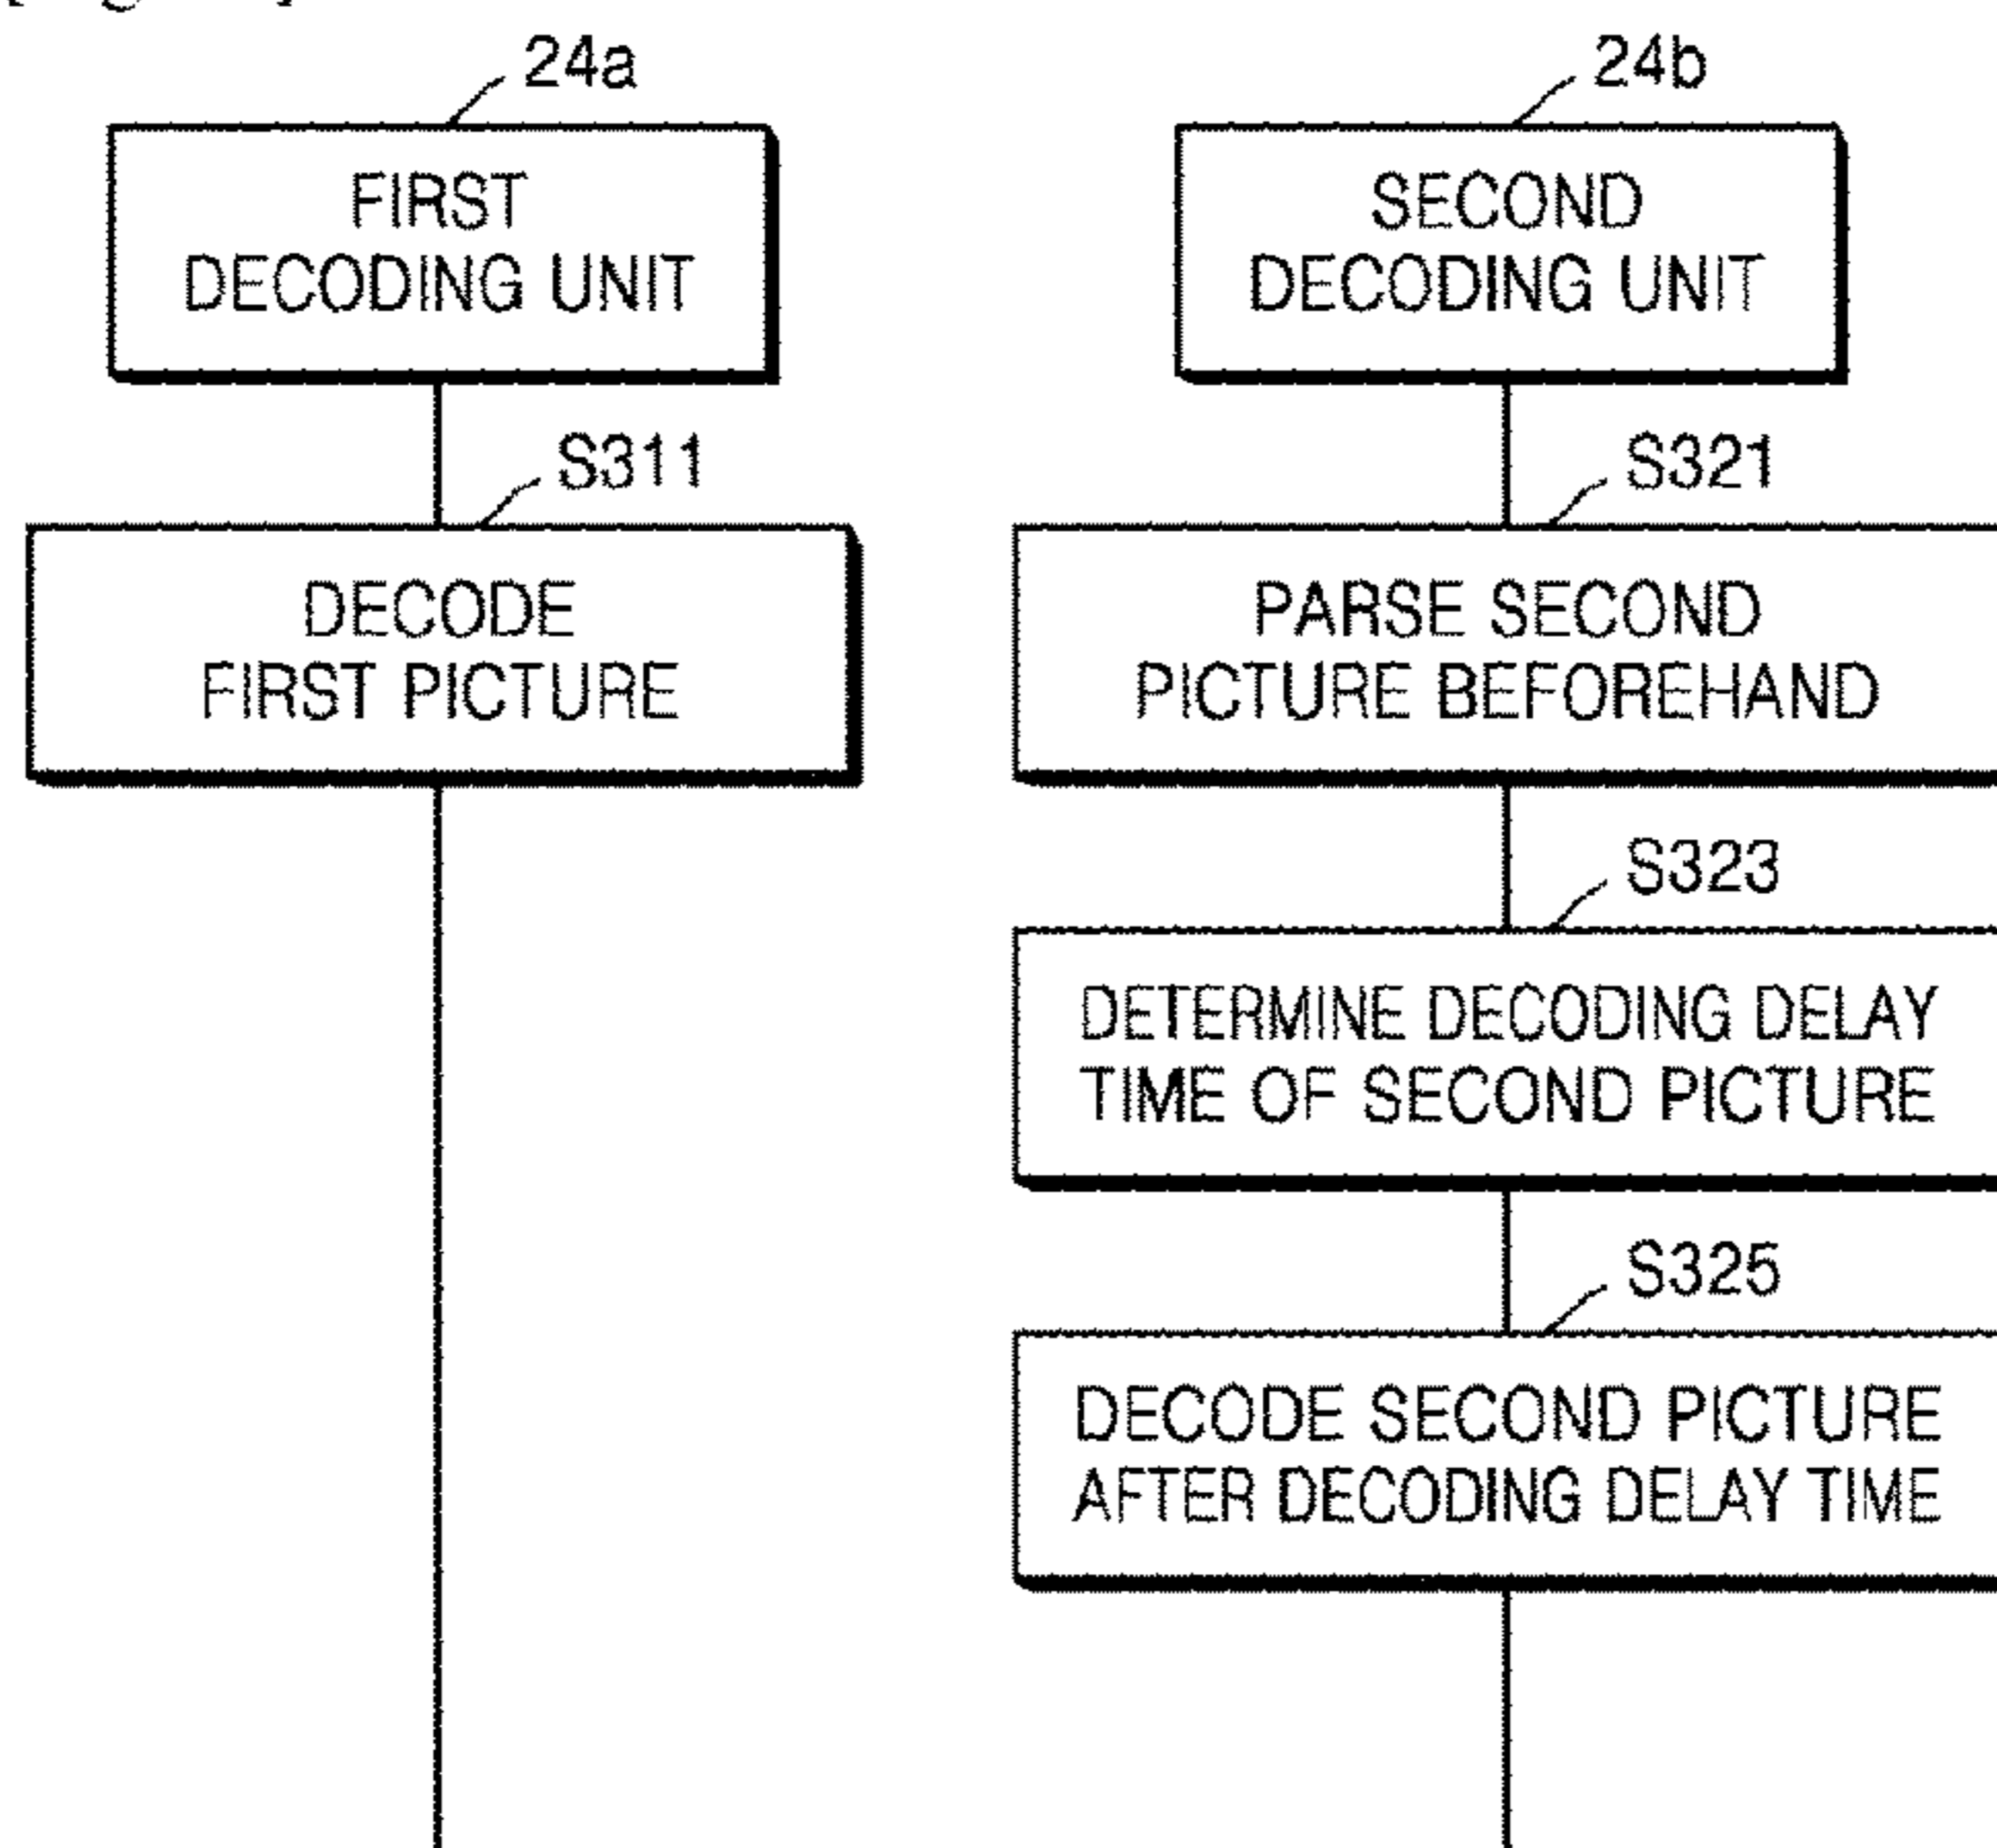 24a
FIRST
DECODING UNIT
S311
DECODE
FIRST PICTURE
24b
SECOND
DECODING UNIT
S321
PARSE SECOND
PICTURE BEFOREHAND
S323
DETERMINE DECODING DELAY
TIME OF SECOND PICTURE
S325
DECODE SECOND PICTURE
AFTER DECODING DELAY TIME